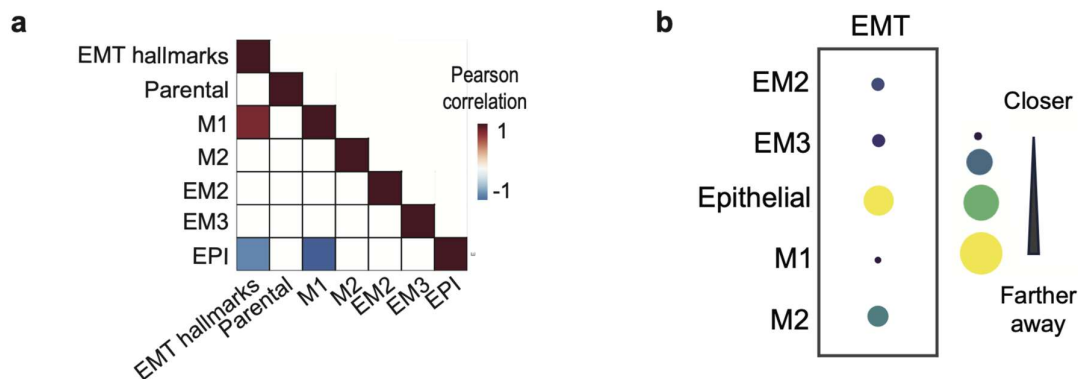 a
EMT hallmarks
Parental
M1
M2
EM2
EM3
EPI
EMT hallmarks
Parental
M1
M2
EM2
EM3
EPI
Pearson
correlation
1
-1
b
EMT
EM2
EM3
Epithelial
M1
M2
Closer
Farther
away